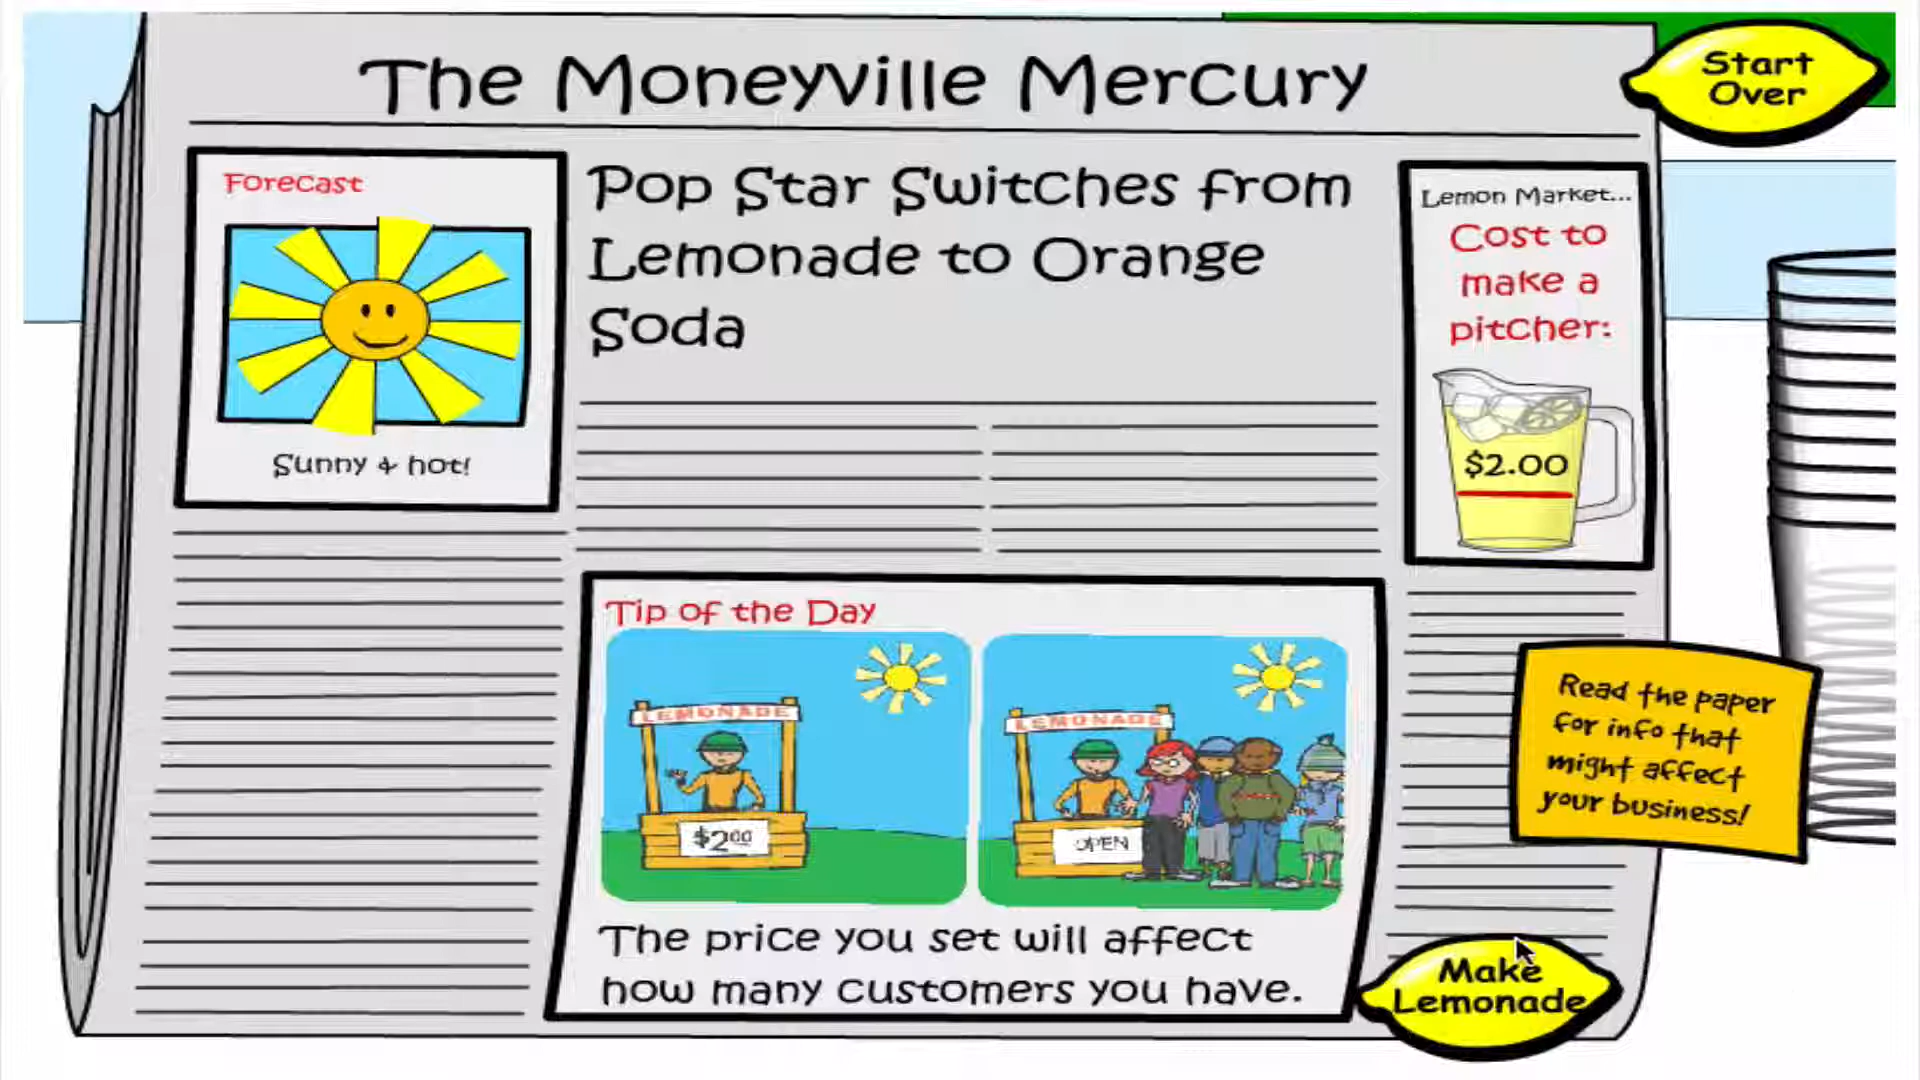 The Moneyville Mercury
Start
Over
Forecast
Sunny & hot!
Pop Star Switches from
Lemonade to Orange
Soda
Lemon Market...
Cost to
make a
pitcher:
$2.00
Tip of the Day
LEMONADE
$2.00
LEMONADE
OPEN
The price you set will affect
how many customers you have.
Read the paper
for info that
might affect
your business!
Make
Lemonade